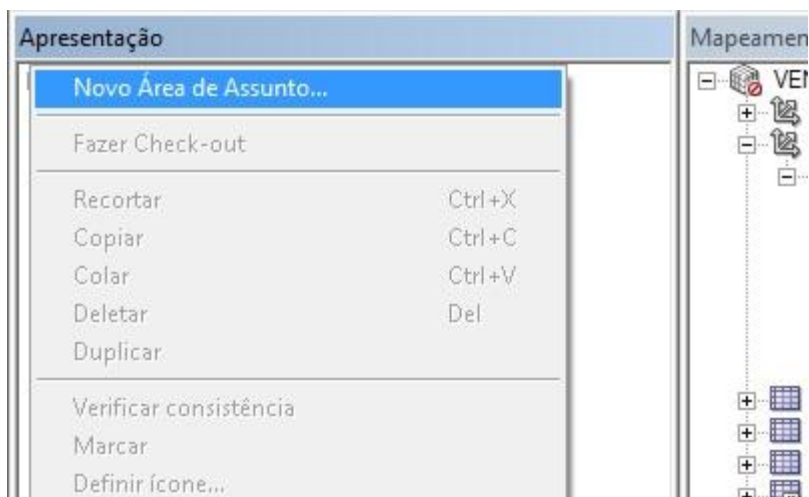 Apresentação
Novo Área de Assunto...
Fazer Check-out
Recortar Ctrl+X
Copiar Ctrl+C
Colar Ctrl+V
Deletar Del
Duplicar
Verificar consistência
Marcar
Definir ícone...
Mapeamen
VEN